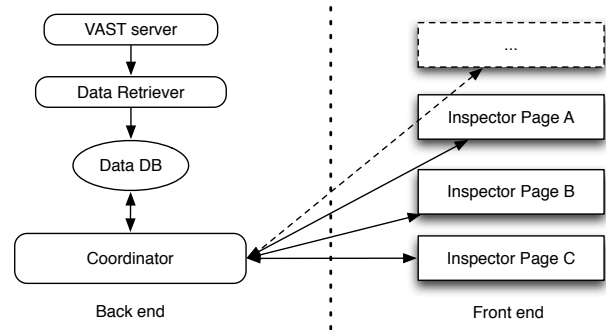 VAST server
Data Retriever
Data DB
Coordinator
Back end
...
Inspector Page A
Inspector Page B
Inspector Page C
Front end